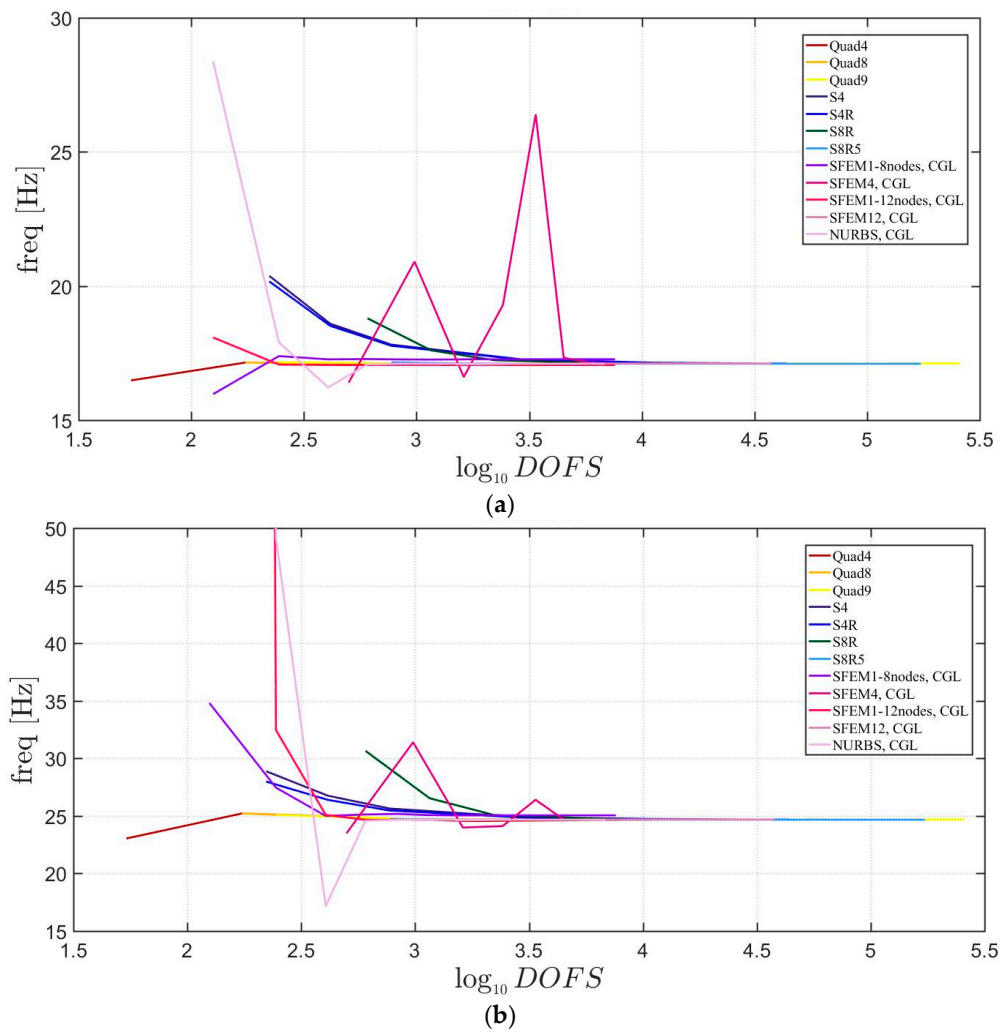 30
25
20
15
freq [Hz]
Quad4
Quad8
Quad9
S4
S4R
S8R
S8R5
SFEM1-8nodes, CGL
SFEM4, CGL
SFEM1-12nodes, CGL
SFEM12, CGL
NURBS, CGL
1.5 2 2.5 3 3.5 4 4.5 5 5.5
log₁₀ DOFS
(a)
50
45
40
35
30
25
20
15
freq [Hz]
Quad4
Quad8
Quad9
S4
S4R
S8R
S8R5
SFEM1-8nodes, CGL
SFEM4, CGL
SFEM1-12nodes, CGL
SFEM12, CGL
NURBS, CGL
1.5 2 2.5 3 3.5 4 4.5 5 5.5
log₁₀ DOFS
(b)